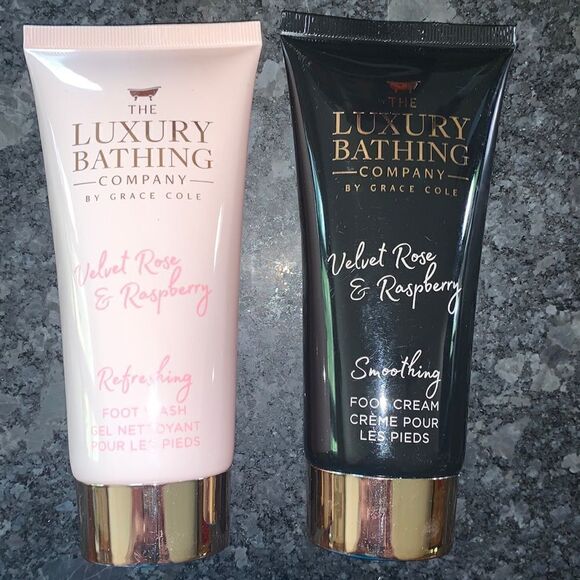 THE
LUXURY
BATHING
COMPANY
BY GRACE COLE
Velvet Rose
& Raspberry
Refreshing
FOOT WASH
GEL NETTOYANT
POUR LES PIEDS
THE
LUXURY
BATHING
COMPANY
BY GRACE COLE
Velvet Rose
& Raspberry
Smoothing
FOOT CREAM
CRÈME POUR
LES PIEDS